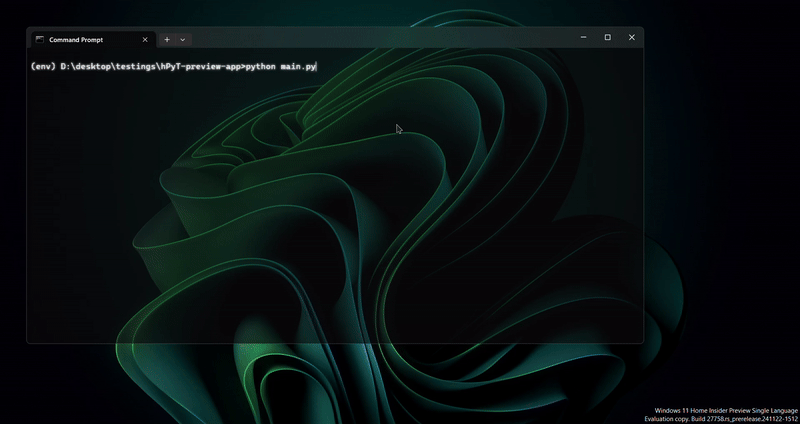 Command Prompt
(env) D:\desktop\testings\hPyT-preview-app>python main.py
Windows 11 Home Insider Preview Single Language
Evaluation copy. Build 27758.rs_prerelease.241122-1512